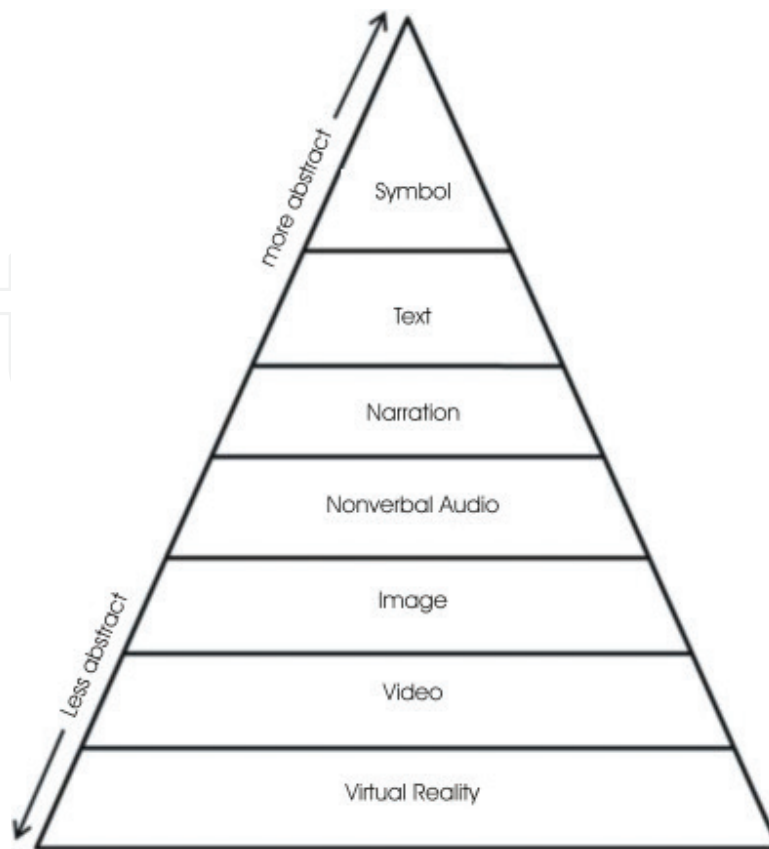 more abstract
Symbol
Text
Narration
Nonverbal Audio
Image
Less abstract
Video
Virtual Reality